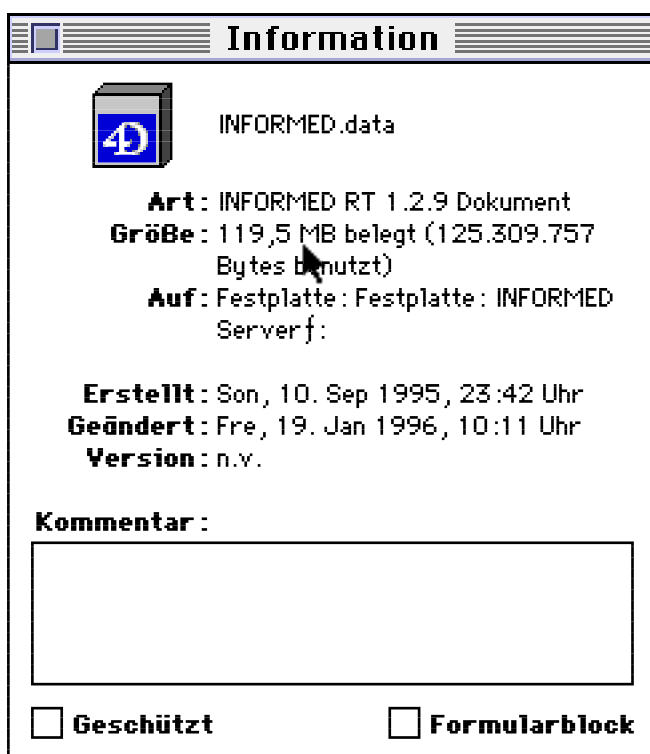 Information
4D
INFORMED.data
Art: INFORMED RT 1.2.9 Dokument
Größe: 119,5 MB belegt (125.309.757
Bytes benutzt)
Auf: Festplatte: Festplatte: INFORMED
Server ƒ:
Erstellt: Son, 10. Sep 1995, 23:42 Uhr
Geändert: Fre, 19. Jan 1996, 10:11 Uhr
Version: n.v.
Kommentar:
Geschützt
Formularblock